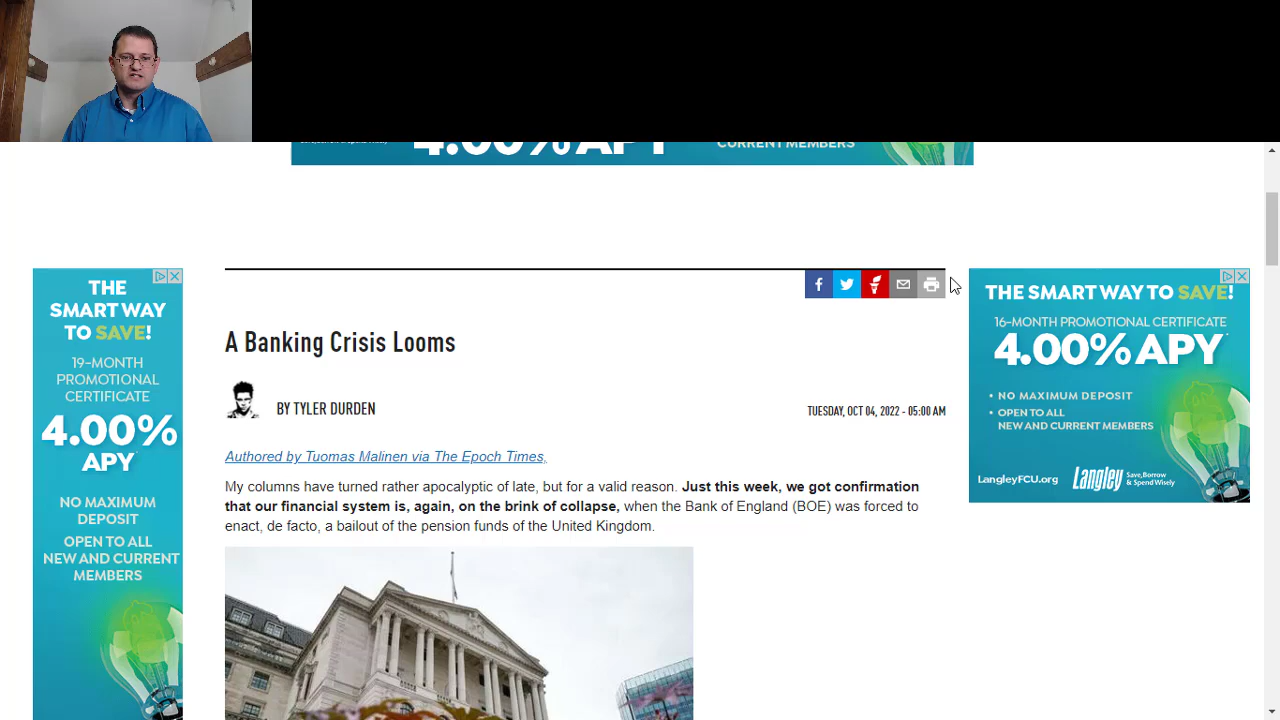 4.00% APY
CURRENT MEMBERS
THE
SMART WAY
TO SAVE!
19-MONTH
PROMOTIONAL
CERTIFICATE
4.00%
APY*
NO MAXIMUM
DEPOSIT
OPEN TO ALL
NEW AND CURRENT
MEMBERS
A Banking Crisis Looms
BY TYLER DURDEN
TUESDAY, OCT 04, 2022 - 05:00 AM
Authored by Tuomas Malinen via The Epoch Times,
My columns have turned rather apocalyptic of late, but for a valid reason. Just this week, we got confirmation
that our financial system is, again, on the brink of collapse, when the Bank of England (BOE) was forced to
enact, de facto, a bailout of the pension funds of the United Kingdom.
THE SMART WAY TO SAVE!
16-MONTH PROMOTIONAL CERTIFICATE
4.00% APY*
• NO MAXIMUM DEPOSIT
• OPEN TO ALL
NEW AND CURRENT MEMBERS
LangleyFCU.org
Langley
Save, Borrow
& Spend Wisely